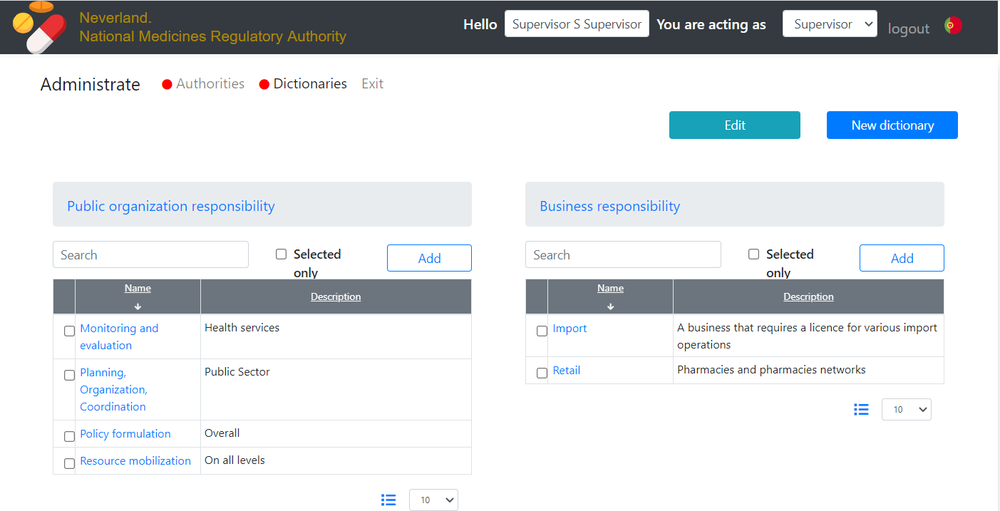 Neverland.
National Medicines Regulatory Authority
Hello Supervisor S Supervisor You are acting as Supervisor logout
Administrate Authorities Dictionaries Exit
Edit New dictionary
Public organization responsibility
Search Selected only Add
Name Description
Monitoring and evaluation Health services
Planning, Organization, Coordination Public Sector
Policy formulation Overall
Resource mobilization On all levels
10
Business responsibility
Search Selected only Add
Name Description
Import A business that requires a licence for various import operations
Retail Pharmacies and pharmacies networks
10